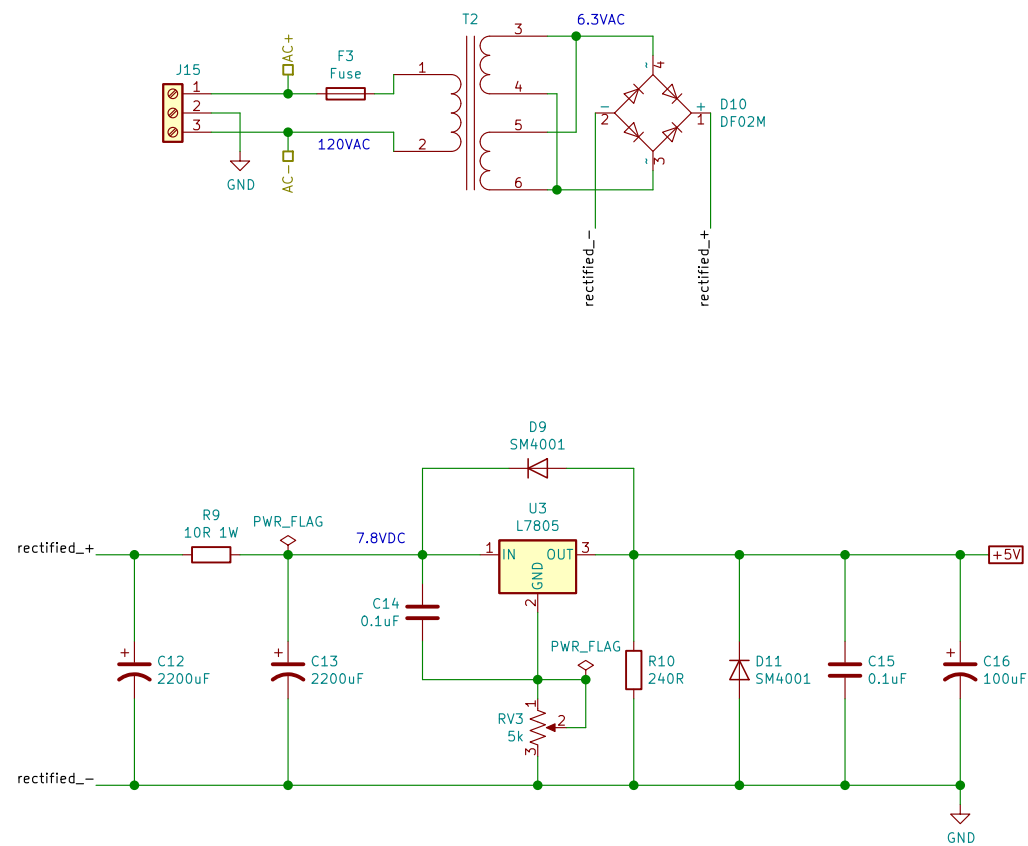 T2
6.3VAC
AC+
F3
Fuse
J15
1
2
3
1
2
120VAC
GND
AC-
3
4
5
6
~
4
-
2
+
1
D10
DF02M
~
3
rectified_-
rectified_+
D9
SM4001
U3
L7805
R9
10R 1W
PWR_FLAG
7.8VDC
rectified_+
1
IN
OUT
3
GND
2
+5V
C14
0.1uF
PWR_FLAG
+
C12
2200uF
+
C13
2200uF
R10
240R
D11
SM4001
C15
0.1uF
+
C16
100uF
RV3
5k
1
2
3
rectified_-
GND